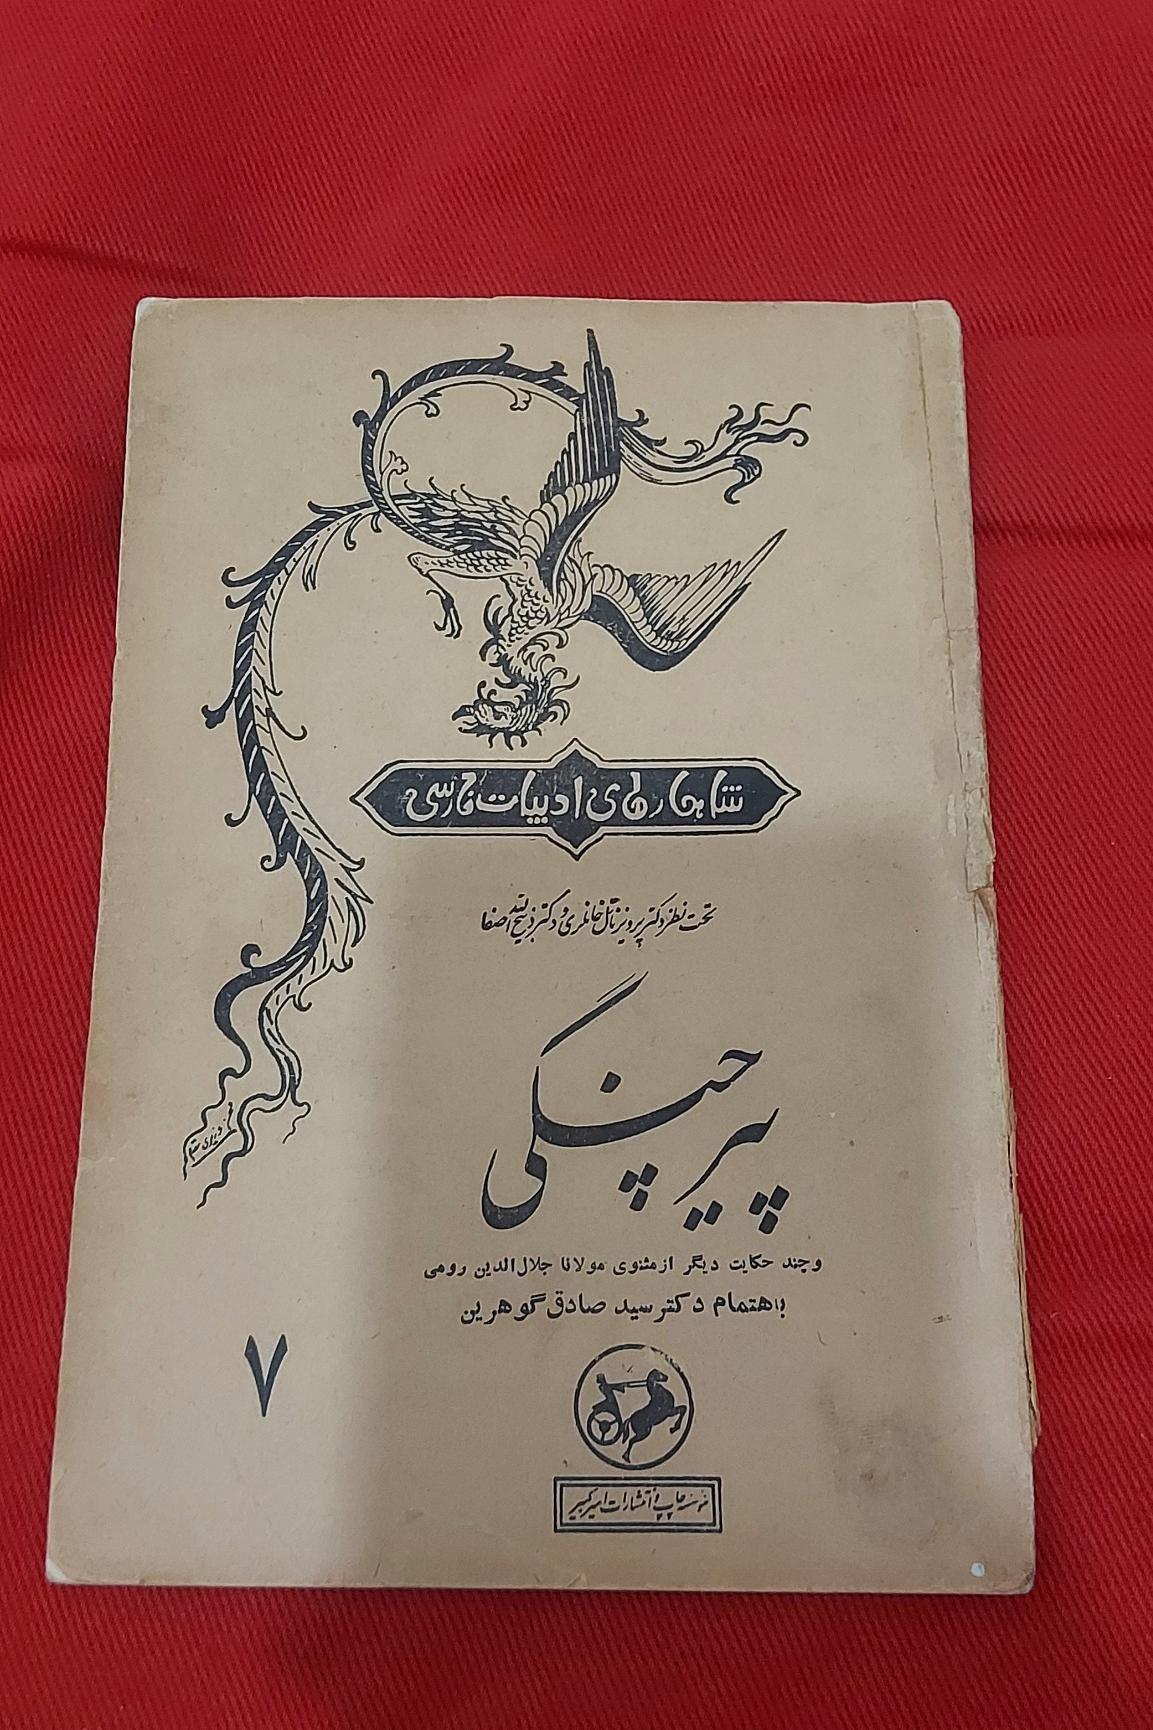 شاهکارهای ادبیات فارسی
تحت نظر دکتر پرویز ناتل خانلری و دکتر ذبیح الله صفا
پیر چنگی
و چند حکایت دیگر از مثنوی مولانا جلال‌الدین رومی
باهتمام دکتر سید صادق گوهرین
۷
موسسه چاپ و انتشارات امیرکبیر